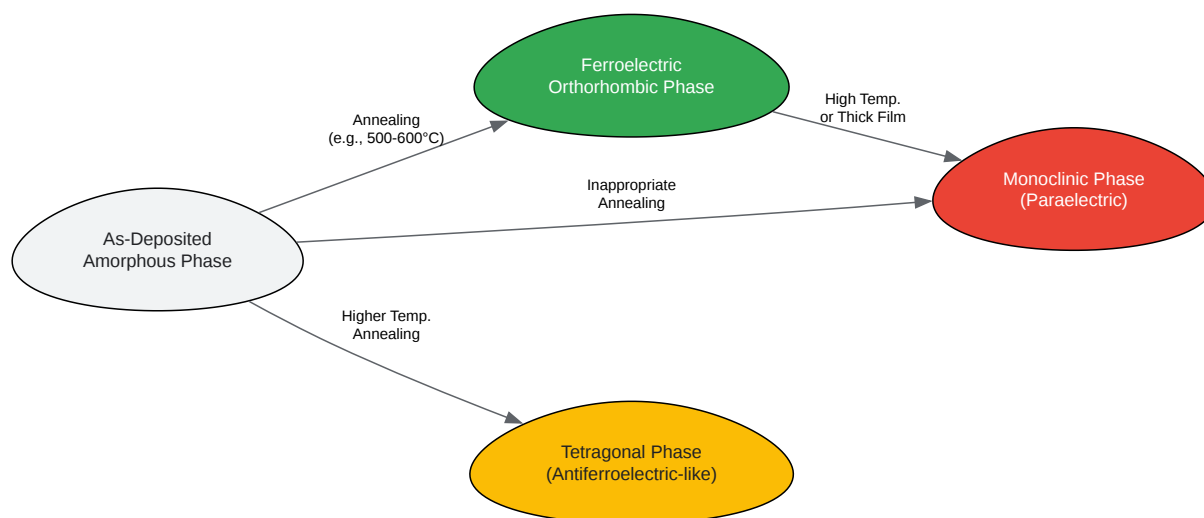 Ferroelectric
Orthorhombic Phase
High Temp.
or Thick Film
Annealing
(e.g., 500-600°C)
Monoclinic Phase
(Paraelectric)
Inappropriate
Annealing
As-Deposited
Amorphous Phase
Higher Temp.
Annealing
Tetragonal Phase
(Antiferroelectric-like)